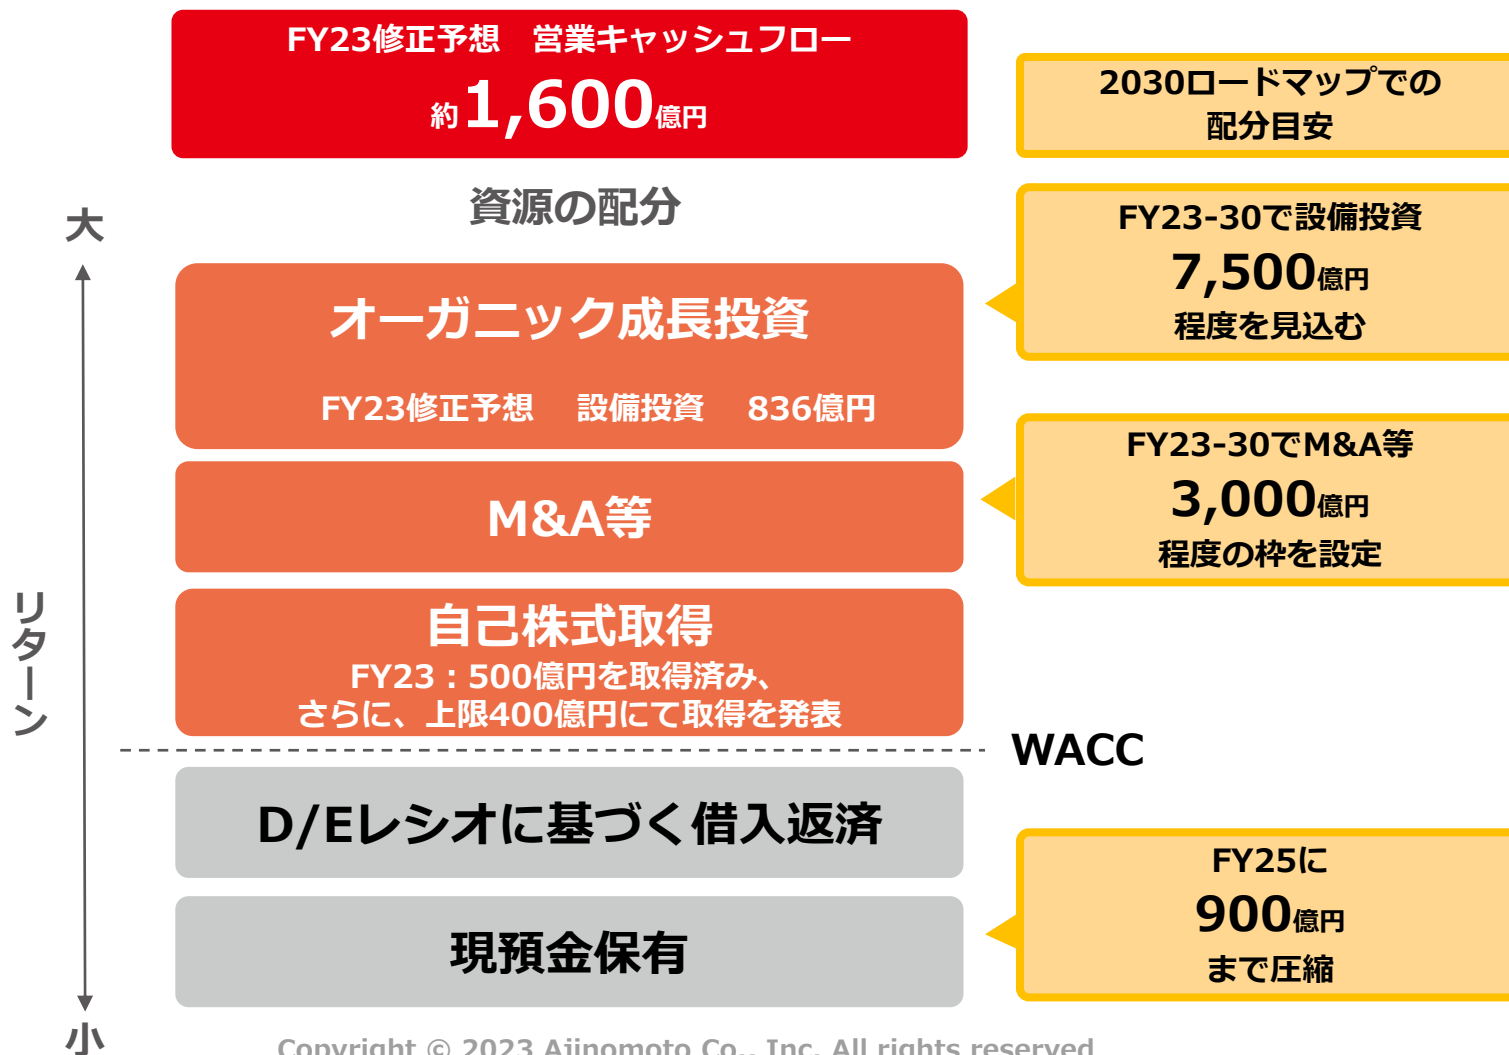 FY23修正予想　営業キャッシュフロー
約1,600億円
2030ロードマップでの
配分目安
資源の配分
大
リターン
小
オーガニック成長投資
FY23修正予想　設備投資　836億円
FY23-30で設備投資
7,500億円
程度を見込む
M&A等
FY23-30でM&A等
3,000億円
程度の枠を設定
自己株式取得
FY23：500億円を取得済み、
さらに、上限400億円にて取得を発表
WACC
D/Eレシオに基づく借入返済
現預金保有
FY25に
900億円
まで圧縮
Copyright © 2023 Ajinomoto Co., Inc. All rights reserved